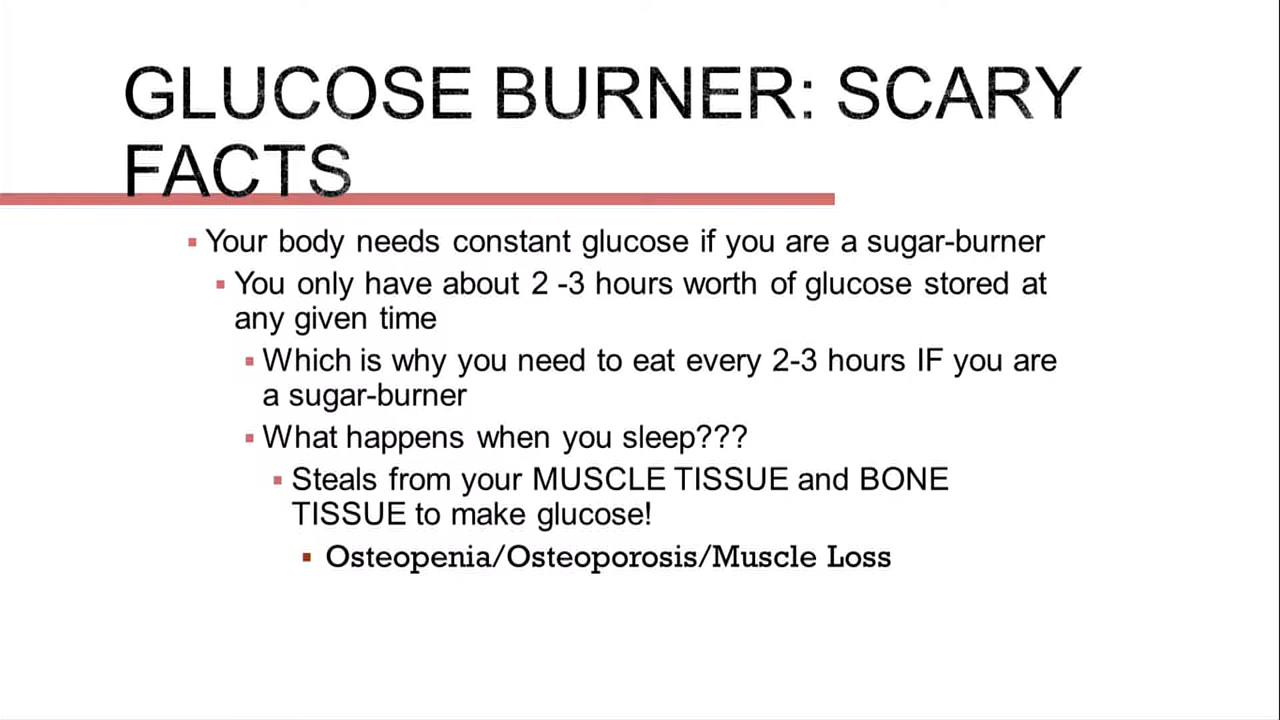 GLUCOSE BURNER: SCARY
FACTS
▪ Your body needs constant glucose if you are a sugar-burner
▪ You only have about 2 -3 hours worth of glucose stored at
any given time
▪ Which is why you need to eat every 2-3 hours IF you are
a sugar-burner
▪ What happens when you sleep???
▪ Steals from your MUSCLE TISSUE and BONE
TISSUE to make glucose!
▪ Osteopenia/Osteoporosis/Muscle Loss